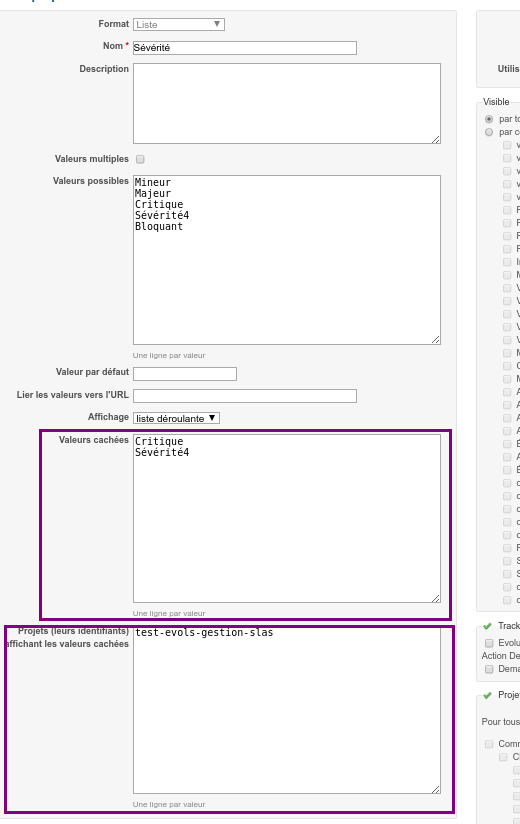 Format Liste
Nom * Sévérité
Description
Valeurs multiples
Valeurs possibles
Mineur
Majeur
Critique
Sévérité4
Bloquant
Une ligne par valeur
Valeur par défaut
Lier les valeurs vers l'URL
Affichage liste déroulante
Valeurs cachées
Critique
Sévérité4
Une ligne par valeur
Projets (leurs identifiants)
affichant les valeurs cachées
test-evols-gestion-slas
Une ligne par valeur
Utilis
Visible
par to
par c
Track
Evolu
Action De
Dema
Projet
Pour tous
Comm